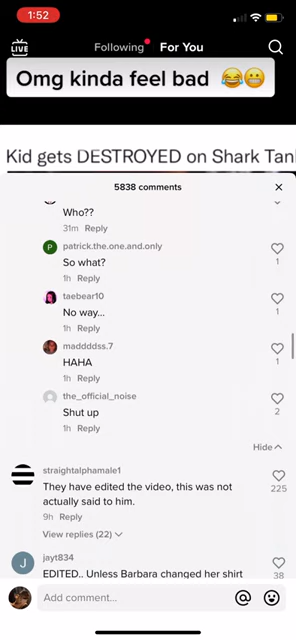 1:52
LIVE
Following For You
Omg kinda feel bad 😂😬
Kid gets DESTROYED on Shark Tan
5838 comments
Who??
31m Reply
P
patrick.the.one.and.only
So what?
1
1h Reply
taebear10
No way...
1
1h Reply
maddddss.7
HAHA
1
1h Reply
the_official_noise
Shut up
2
1h Reply
Hide
straightalphamale1
They have edited the video, this was not
actually said to him.
225
9h Reply
View replies (22)
J
jayt834
EDITED.. Unless Barbara changed her shirt
38
Add comment...
@